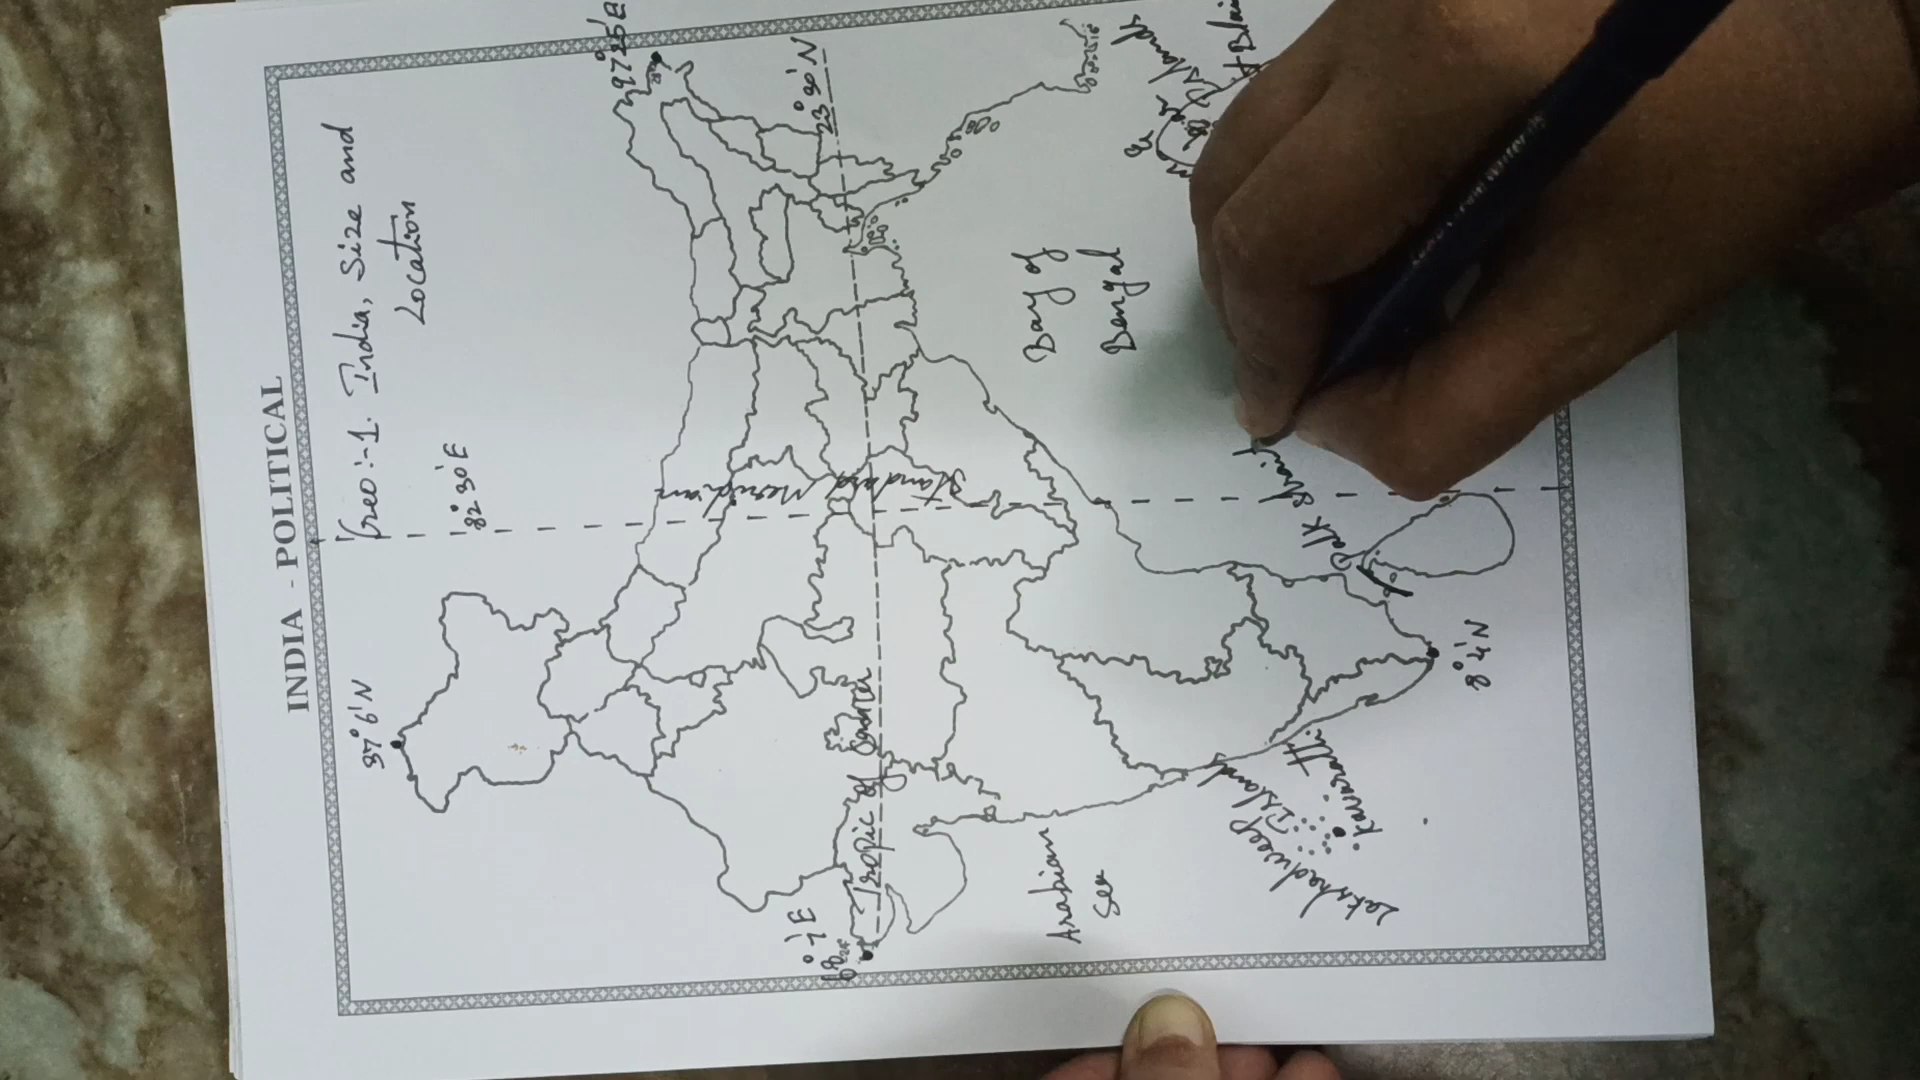 INDIA - POLITICAL
Geo:-1. India, Size and
Location
82°30'E
37°6'N
97°25'E
23°30'N
Standard Meridian
Tropic of Cancer
68°7'E
Arabian
Sea
Bay of
Bengal
Islands
Palk Strait
Lakshadweep
Island
Kavaratti
8°4'N